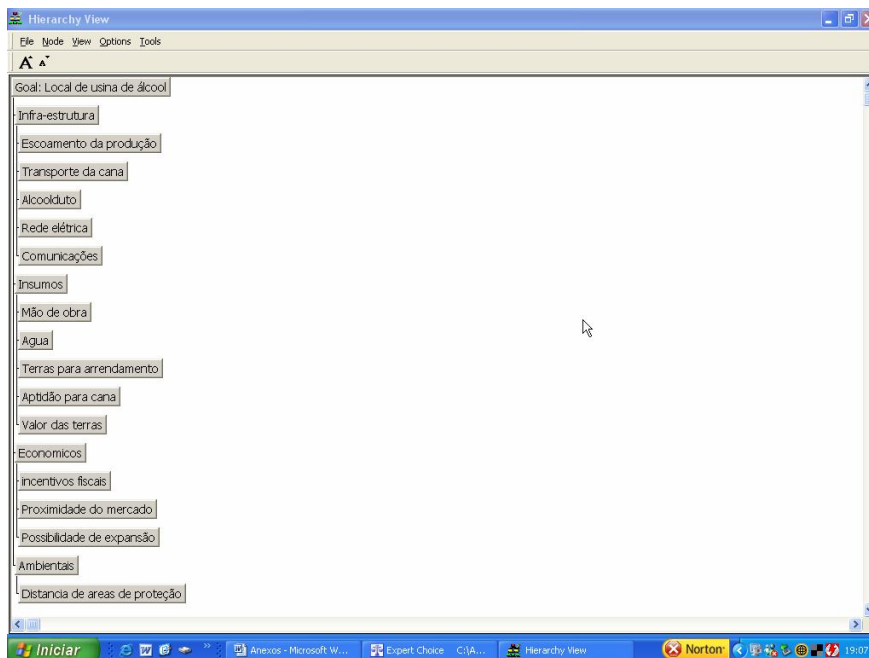 Hierarchy View
File Node View Options Tools
A A
Goal: Local de usina de álcool
Infra-estrutura
Escoamento da produção
Transporte da cana
Alcoolduto
Rede elétrica
Comunicações
Insumos
Mão de obra
Agua
Terras para arrendamento
Aptidão para cana
Valor das terras
Economicos
incentivos fiscais
Proximidade do mercado
Possibilidade de expansão
Ambientais
Distancia de areas de proteção
Iniciar Anexos - Microsoft W... Expert Choice C:\A... Hierarchy View Norton 19:07